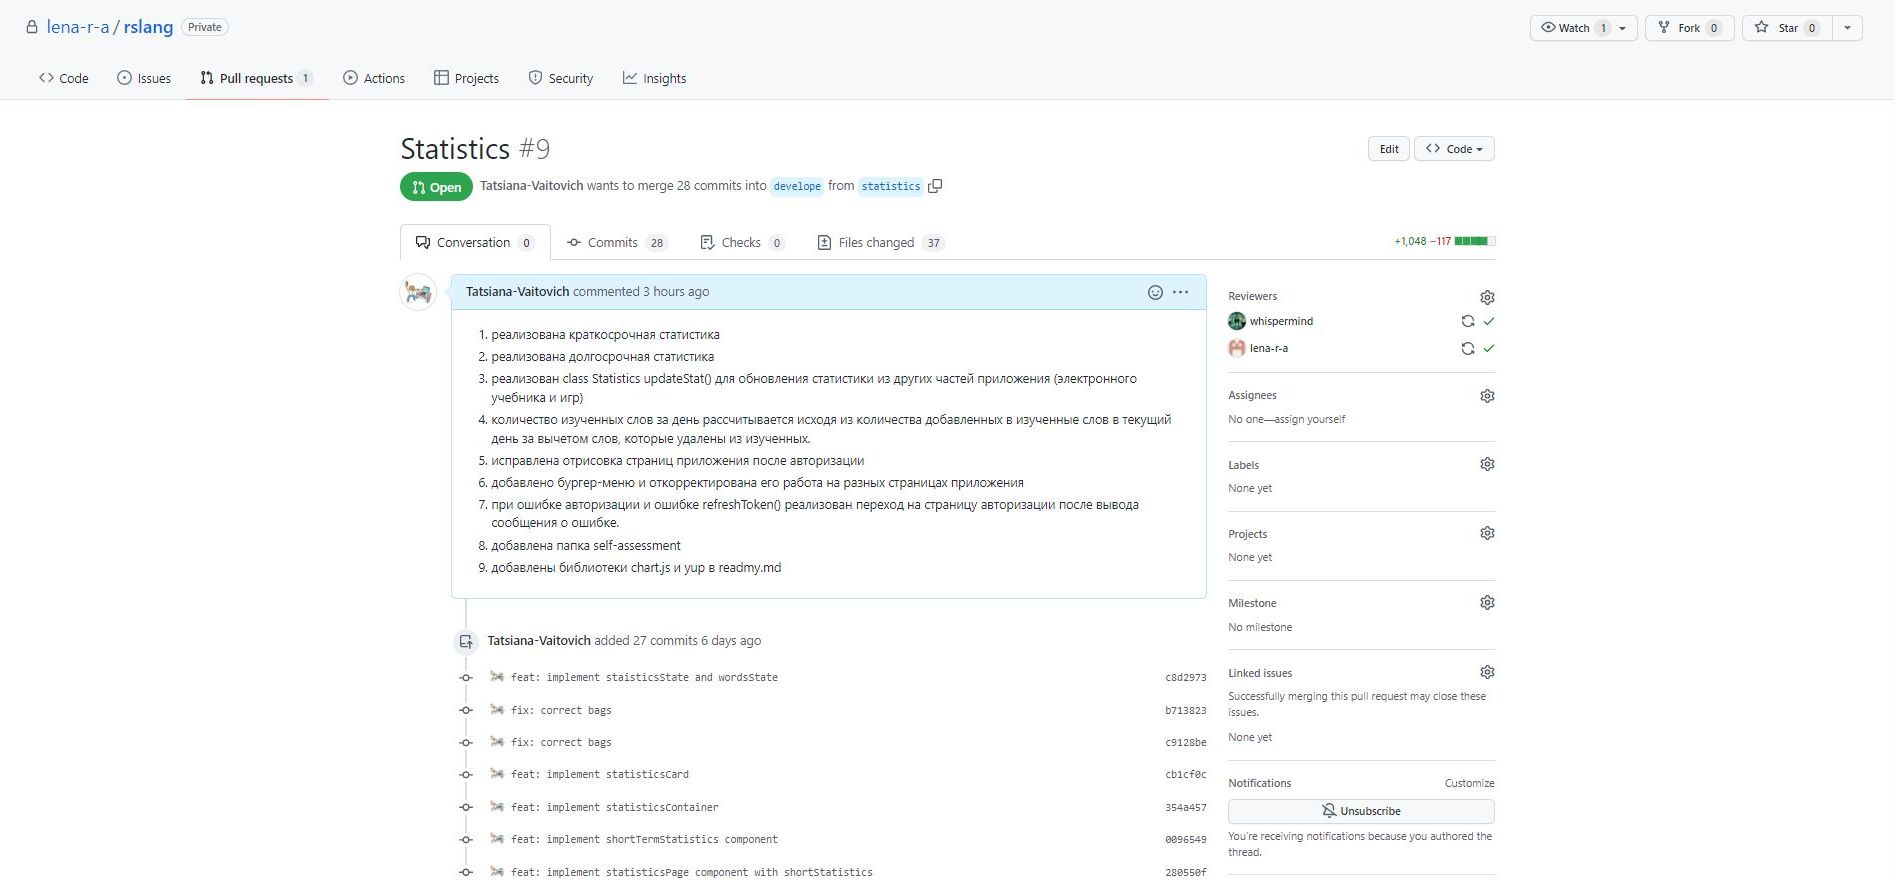 lena-r-a / rslang Private
Watch 1 Fork 0 Star 0
Code Issues Pull requests 1 Actions Projects Security Insights
Statistics #9
Edit Code
Open Tatsiana-Vaitovich wants to merge 28 commits into develope from statistics
Conversation 0 Commits 28 Checks 0 Files changed 37
+1,048 −117
Tatsiana-Vaitovich commented 3 hours ago
1. реализована краткосрочная статистика
2. реализована долгосрочная статистика
3. реализован class Statistics updateStat() для обновления статистики из других частей приложения (электронного
учебника и игр)
4. количество изученных слов за день рассчитывается исходя из количества добавленных в изученные слов в текущий
день за вычетом слов, которые удалены из изученных.
5. исправлена отрисовка страниц приложения после авторизации
6. добавлено бургер-меню и откорректирована его работа на разных страницах приложения
7. при ошибке авторизации и ошибке refreshToken() реализован переход на страницу авторизации после вывода
сообщения о ошибке.
8. добавлена папка self-assessment
9. добавлены библиотеки chart.js и yup в readmy.md
Tatsiana-Vaitovich added 27 commits 6 days ago
feat: implement staisticsState and wordsState c8d2973
fix: correct bags b713823
fix: correct bags c9128be
feat: implement statisticsCard cb1cf0c
feat: implement statisticsContainer 354a457
feat: implement shortTermStatistics component 0096549
feat: implement statisticsPage component with shortStatistics 280550f
Reviewers
whispermind
lena-r-a
Assignees
No one—assign yourself
Labels
None yet
Projects
None yet
Milestone
No milestone
Linked issues
Successfully merging this pull request may close these
issues.
None yet
Notifications Customize
Unsubscribe
You're receiving notifications because you authored the
thread.